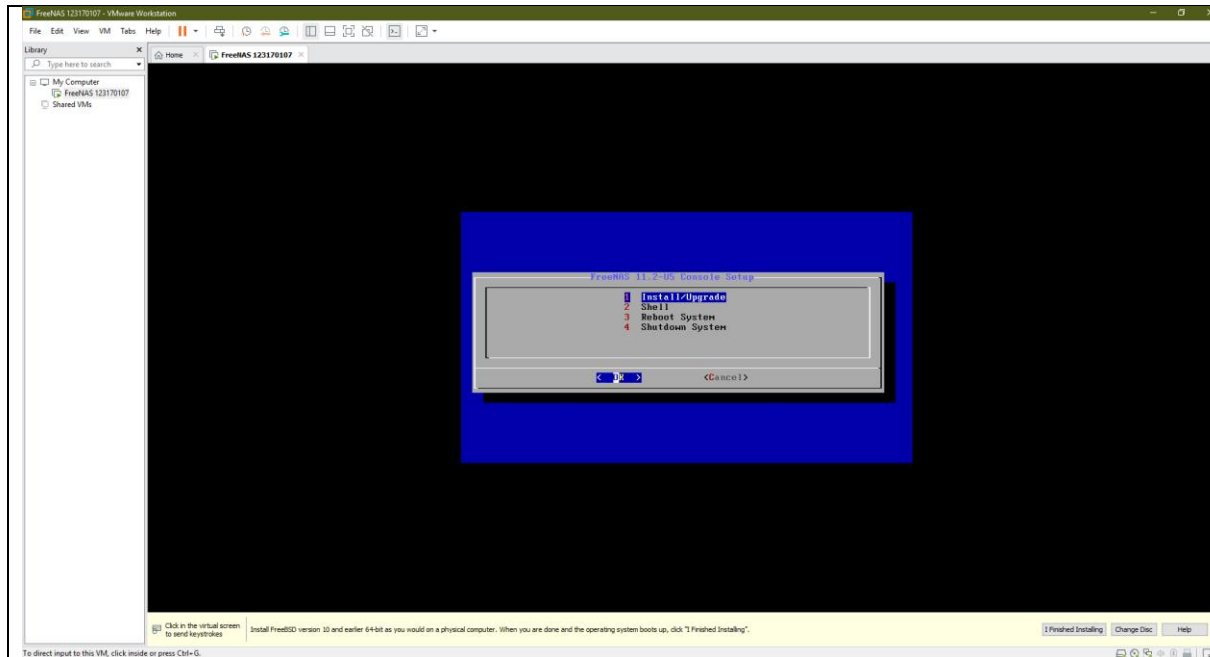 FreeNAS 123170107 - VMware Workstation
File Edit View VM Tabs Help
Library
Type here to search
My Computer
FreeNAS 123170107
Shared VMs
Home
FreeNAS 123170107
FreeNAS 11.2-U5 Console Setup
1 Install/Upgrade
2 Shell
3 Reboot System
4 Shutdown System
< OK >
<Cancel>
Click in the virtual screen
to send keystrokes
Install FreeBSD version 10 and earlier 64-bit as you would on a physical computer. When you are done and the operating system boots up, click "I Finished Installing".
I Finished Installing
Change Disc
Help
To direct input to this VM, click inside or press Ctrl+G.